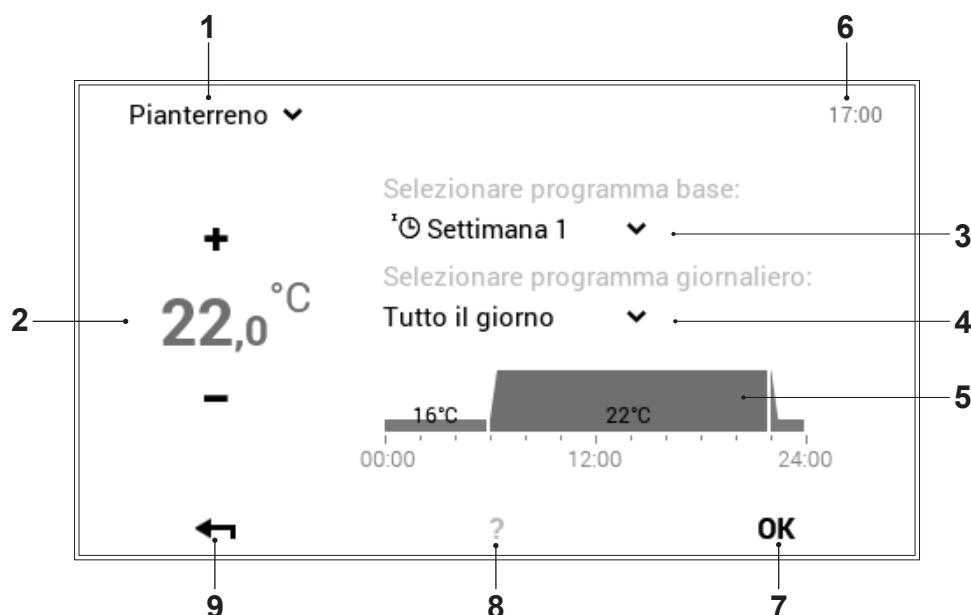 1
6
Pianterreno
17:00
Selezionare programma base:
Settimana 1
3
+
Selezionare programma giornaliero:
2
22,0 °C
Tutto il giorno
4
–
16°C
22°C
5
00:00
12:00
24:00
?
OK
9
8
7